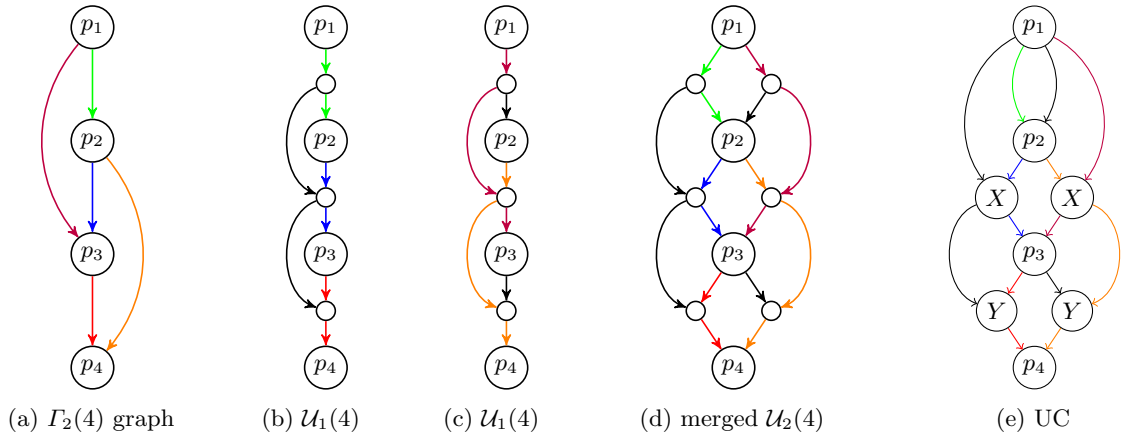 p₁
p₂
p₃
p₄
(a) Γ₂(4) graph
p₁
p₂
p₃
p₄
(b) 𝒰₁(4)
p₁
p₂
p₃
p₄
(c) 𝒰₁(4)
p₁
p₂
p₃
p₄
(d) merged 𝒰₂(4)
p₁
p₂
X X
p₃
Y Y
p₄
(e) UC